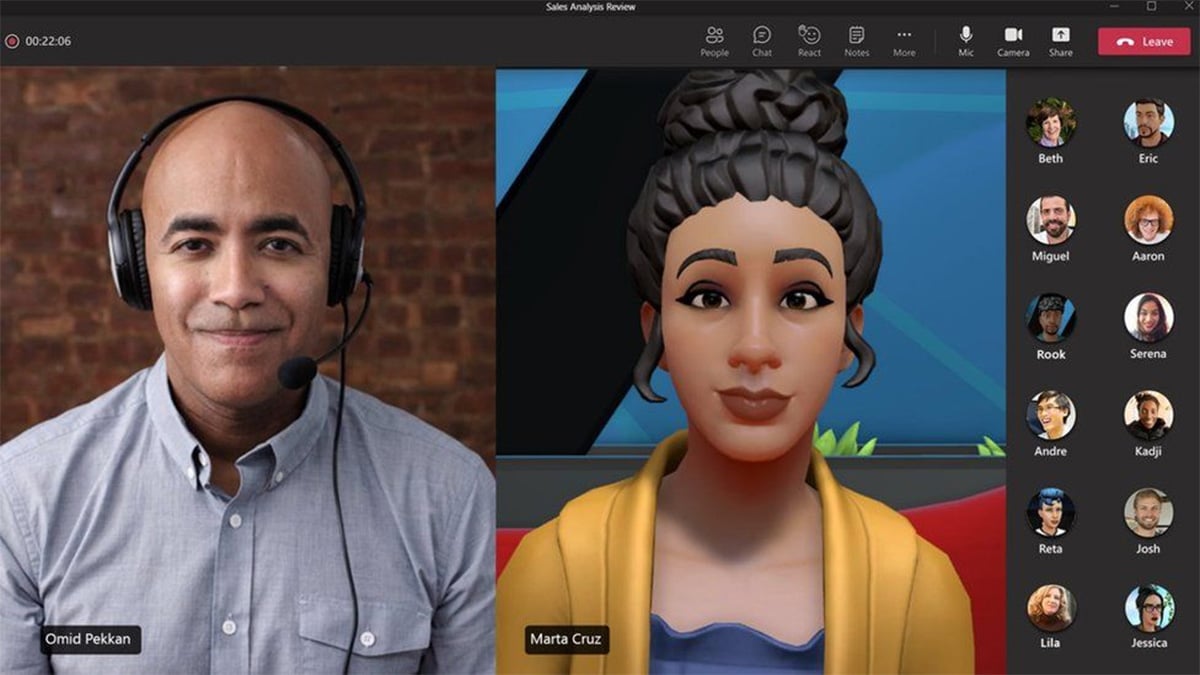 Sales Analysis Review
00:22:06
People
Chat
React
Notes
More
Mic
Camera
Share
Leave
Beth
Eric
Miguel
Aaron
Rook
Serena
Andre
Kadji
Reta
Josh
Lila
Jessica
Omid Pekkan
Marta Cruz